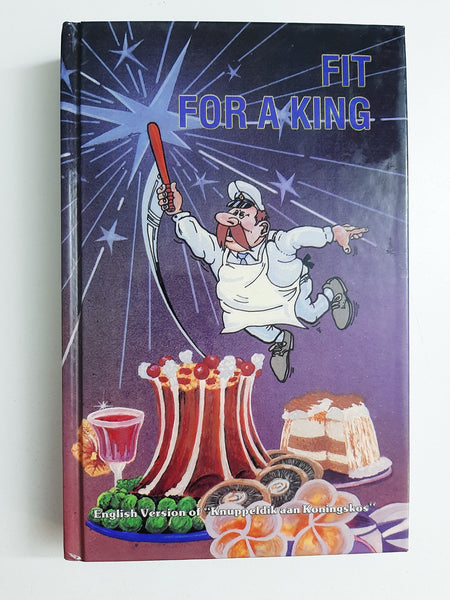 FIT
FOR A KING
English Version of "Knuppeldik aan Koningskos"